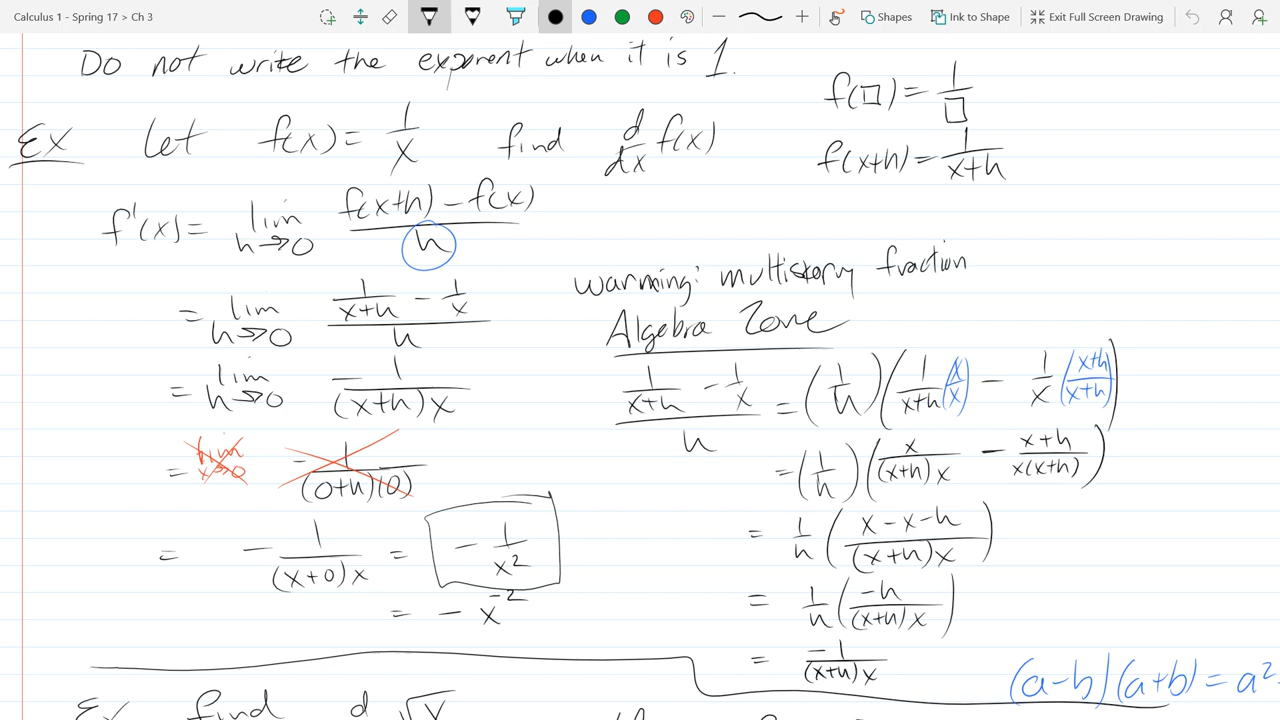 Calculus 1 - Spring 17 > Ch 3
Shapes
Ink to Shape
Exit Full Screen Drawing
Do not write the exponent when it is 1.
Ex Let f(x) = 1/x find d/dx f(x)
f(□) = 1/□
f(x+h) = 1/(x+h)
f'(x) = lim h→0 (f(x+h) - f(x))/h
= lim h→0 (1/(x+h) - 1/x)/h
= lim h→0 -1/((x+h)x)
= lim x→0 -1/((0+h)(0))
= -1/((x+0)x) = -1/x²
= -x⁻²
warming: multistory fraction
Algebra Zone
(1/(x+h) - 1/x)/h = (1/h)(1/(x+h) (x/x) - 1/x ((x+h)/(x+h)))
= (1/h)(x/((x+h)x) - (x+h)/(x(x+h)))
= 1/h ((x-x-h)/((x+h)x))
= 1/h (-h/((x+h)x))
= -1/((x+h)x)
(a-b)(a+b) = a²
Ex find d √x